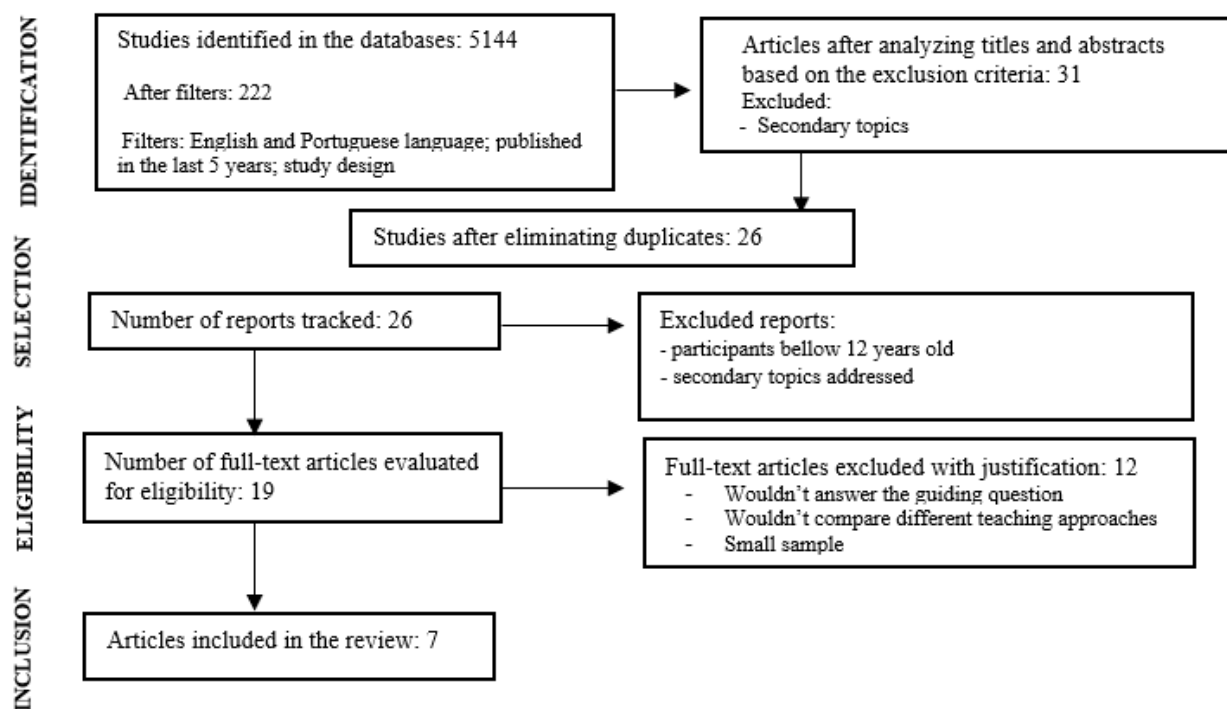 IDENTIFICATION
Studies identified in the databases: 5144
After filters: 222
Filters: English and Portuguese language; published
in the last 5 years; study design
Articles after analyzing titles and abstracts
based on the exclusion criteria: 31
Excluded:
- Secondary topics
Studies after eliminating duplicates: 26
SELECTION
Number of reports tracked: 26
Excluded reports:
- participants bellow 12 years old
- secondary topics addressed
ELIGIBILITY
Number of full-text articles evaluated
for eligibility: 19
Full-text articles excluded with justification: 12
- Wouldn’t answer the guiding question
- Wouldn’t compare different teaching approaches
- Small sample
INCLUSION
Articles included in the review: 7